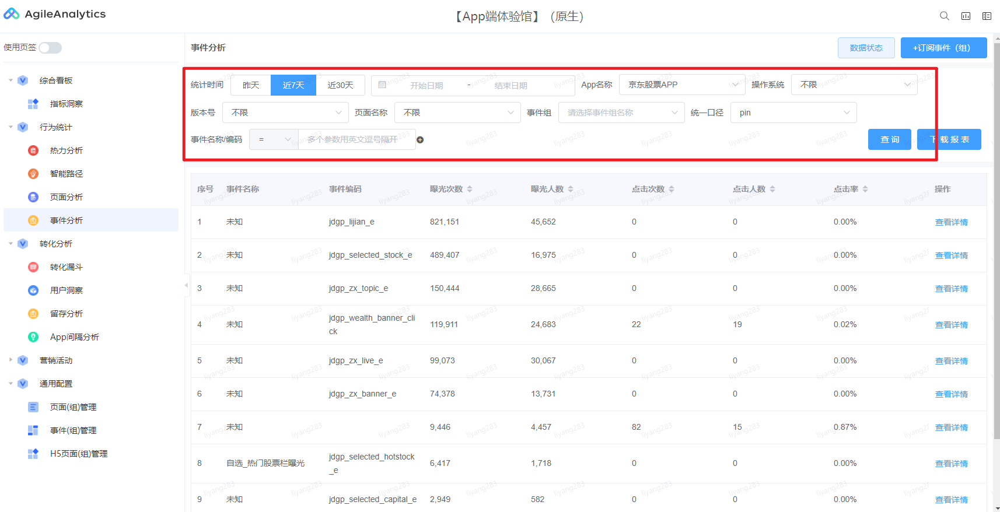 AgileAnalytics
【App端体验馆】（原生）
使用页签
事件分析
数据状态
+订阅事件（组）
综合看板
指标洞察
行为统计
热力分析
智能路径
页面分析
事件分析
转化分析
转化漏斗
用户洞察
留存分析
App间隔分析
营销活动
通用配置
页面(组)管理
事件(组)管理
H5页面(组)管理
统计时间 昨天 近7天 近30天 开始日期 - 结束日期 App名称 京东股票APP 操作系统 不限
版本号 不限 页面名称 不限 事件组 请选择事件组名称 统一口径 pin
事件名称/编码 = 多个参数用英文逗号隔开 查 询 下 载 报 表
序号 事件名称 事件编码 曝光次数 曝光人数 点击次数 点击人数 点击率 操作
1 未知 jdgp_lijian_e 821,151 45,652 0 0 0.00% 查看详情
2 未知 jdgp_selected_stock_e 489,407 16,975 0 0 0.00% 查看详情
3 未知 jdgp_zx_topic_e 150,444 28,665 0 0 0.00% 查看详情
4 未知 jdgp_wealth_banner_cli
ck 119,911 24,683 22 19 0.02% 查看详情
5 未知 jdgp_zx_live_e 99,073 30,067 0 0 0.00% 查看详情
6 未知 jdgp_zx_banner_e 74,378 13,731 0 0 0.00% 查看详情
7 未知 9,446 4,457 82 15 0.87% 查看详情
8 自选_热门股票栏曝光 jdgp_selected_hotstock
_e 6,417 1,718 0 0 0.00% 查看详情
9 未知 jdgp_selected_capital_e 2,949 582 0 0 0.00% 查看详情
liyang283